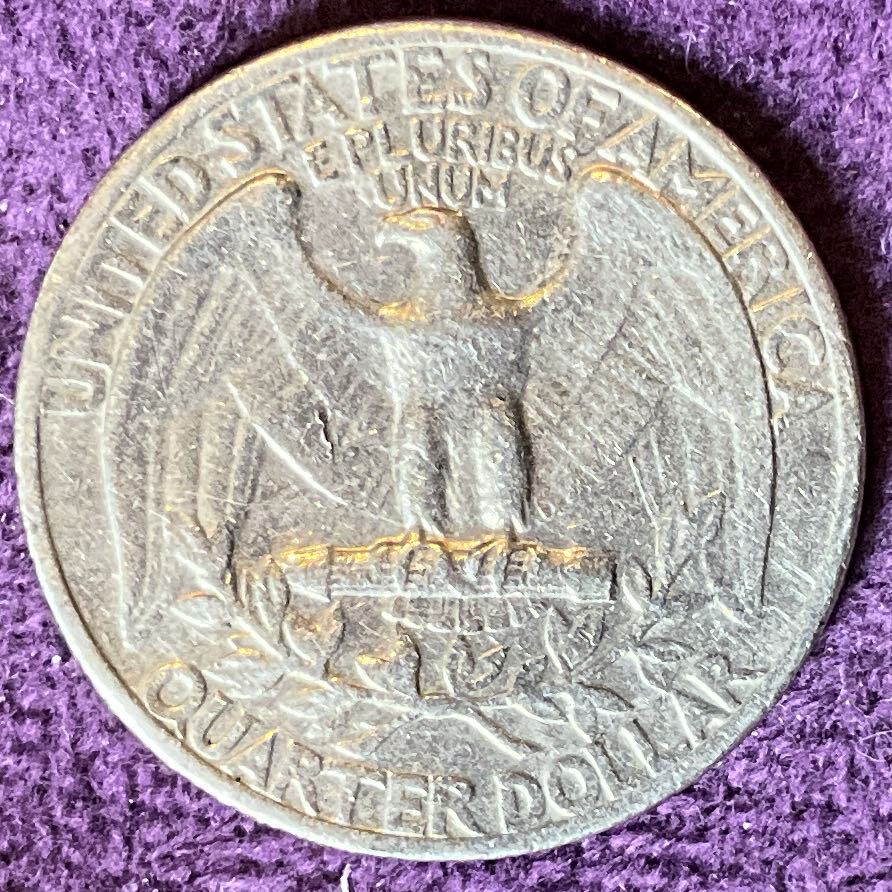 UNITED STATES OF AMERICA
E PLURIBUS
UNUM
QUARTER DOLLAR